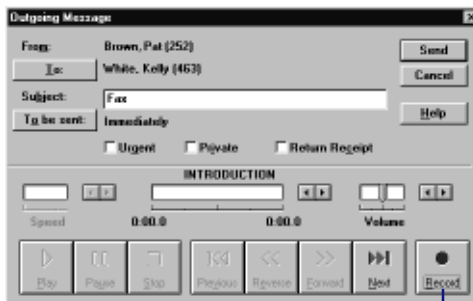 Outgoing Message
From: Brown, Pat (252) Send
To: White, Kelly (463) Cancel
Subject: Fax
To be sent: Immediately Help
Urgent Private Return Receipt
INTRODUCTION
Speed 0:00.0 0:00.0 Volume
Play Pause Stop Previous Reverse Forward Next Record